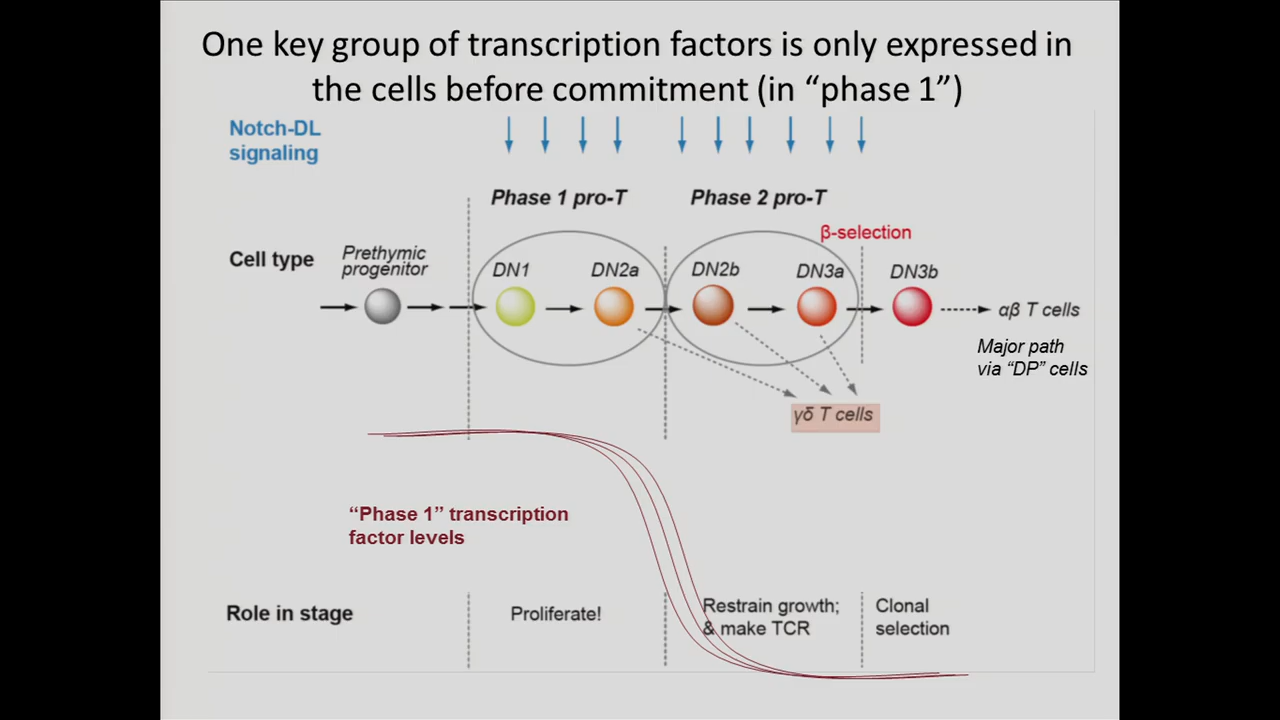 One key group of transcription factors is only expressed in
the cells before commitment (in “phase 1”)
Notch-DL
signaling
Phase 1 pro-T
Phase 2 pro-T
β-selection
Cell type
Prethymic
progenitor
DN1
DN2a
DN2b
DN3a
DN3b
αβ T cells
Major path
via “DP” cells
γδ T cells
“Phase 1” transcription
factor levels
Role in stage
Proliferate!
Restrain growth;
& make TCR
Clonal
selection